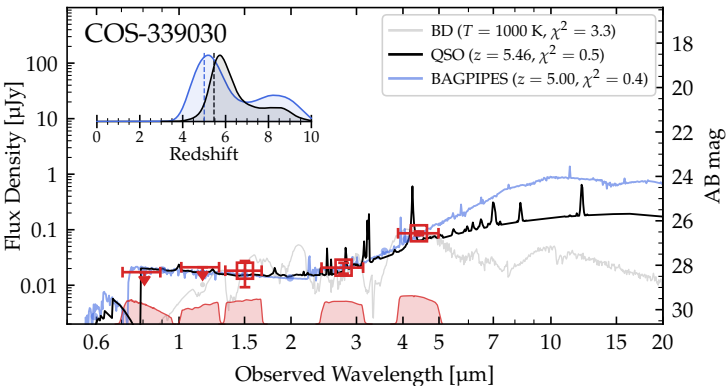 COS-339030
BD (T = 1000 K, χ² = 3.3)
QSO (z = 5.46, χ² = 0.5)
BAGPIPES (z = 5.00, χ² = 0.4)
0 2 4 6 8 10
Redshift
Flux Density [μJy]
100
10
1
0.1
0.01
18
20
22
24
26
28
30
AB mag
0.6 1 1.5 2 3 4 5 10 15 20
Observed Wavelength [μm]